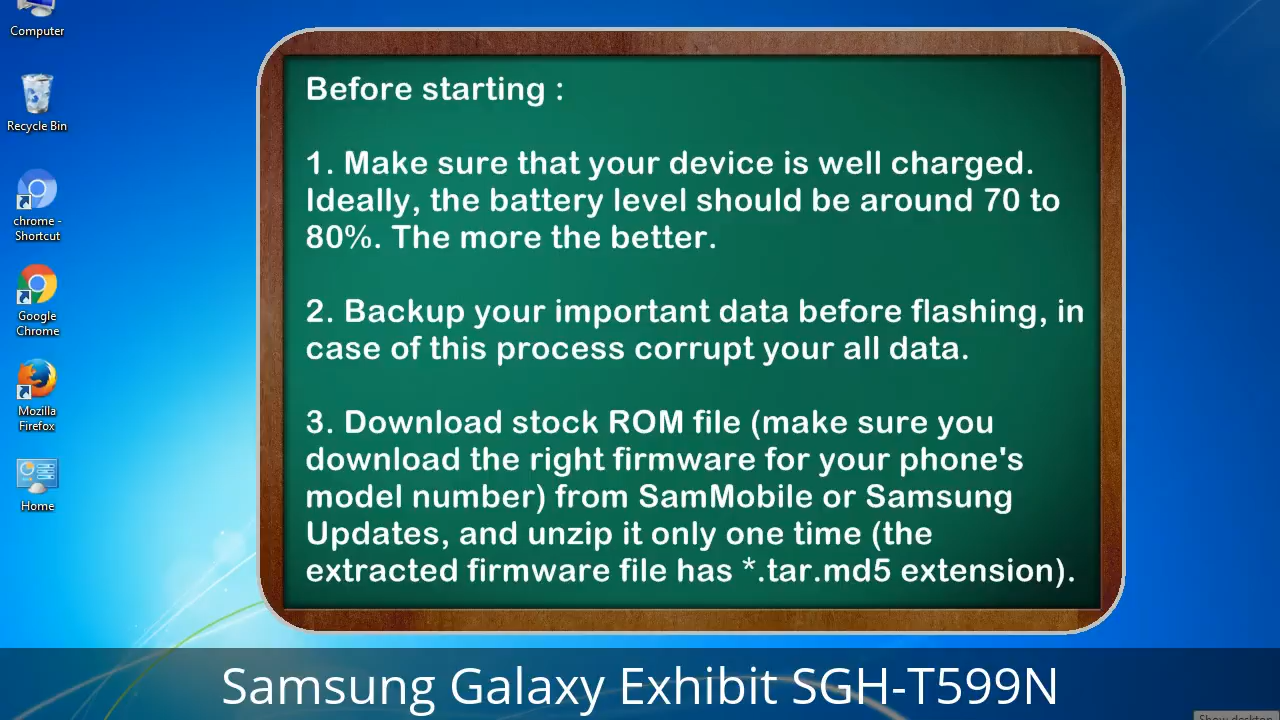 Computer
Recycle Bin
chrome -
Shortcut
Google
Chrome
Mozilla
Firefox
Home
Before starting :
1. Make sure that your device is well charged.
Ideally, the battery level should be around 70 to
80%. The more the better.
2. Backup your important data before flashing, in
case of this process corrupt your all data.
3. Download stock ROM file (make sure you
download the right firmware for your phone's
model number) from SamMobile or Samsung
Updates, and unzip it only one time (the
extracted firmware file has *.tar.md5 extension).
Samsung Galaxy Exhibit SGH-T599N
Show desktop